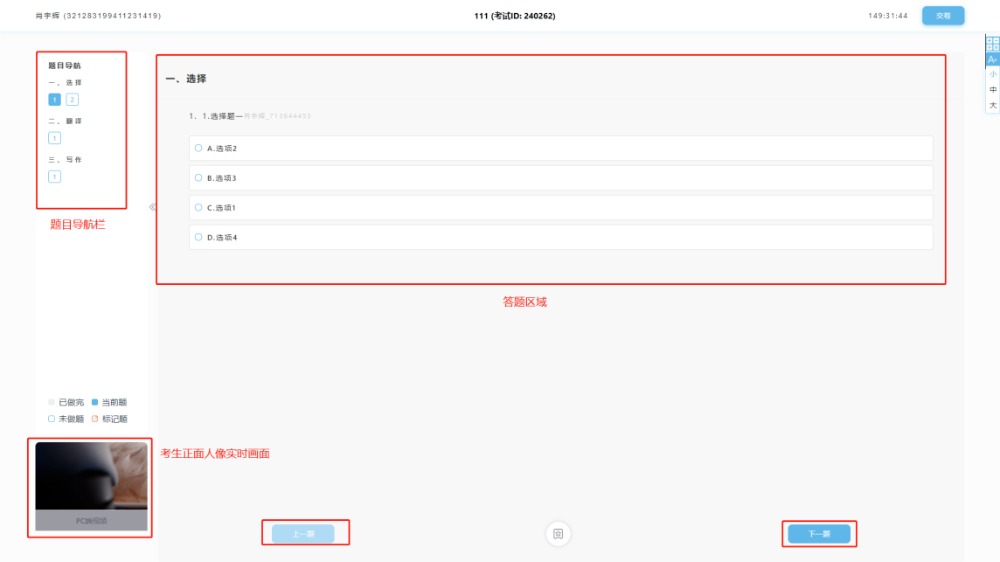 肖宇辉 (321283199411231419)
111 (考试ID: 240262)
149:31:44
交卷
题目导航
一、选择
1 2
二、翻译
1
三、写作
1
题目导航栏
一、选择
1. 1.选择题—肖宇辉_713644435
A.选项2
B.选项3
C.选项1
D.选项4
答题区域
A+
小
中
大
已做完 当前题
未做题 标记题
PC端视频
考生正面人像实时画面
上一题
下一题